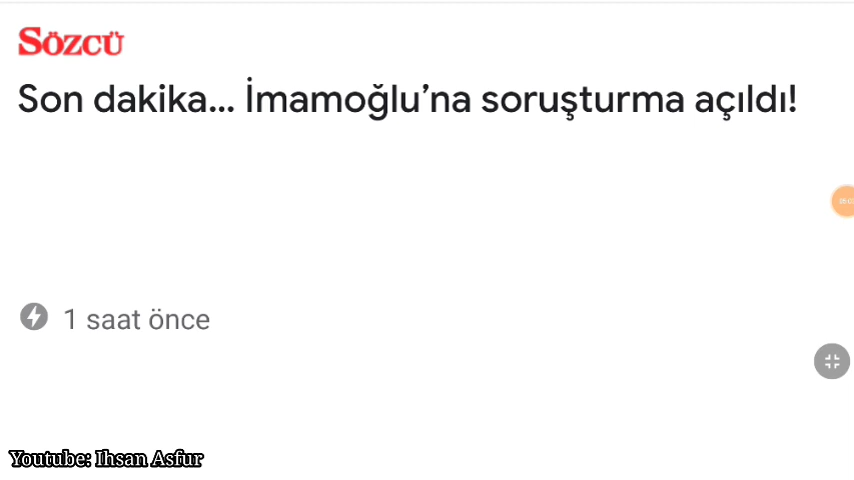 SÖZCÜ
Son dakika... İmamoğlu’na soruşturma açıldı!
1 saat önce
Youtube: Ihsan Asfur